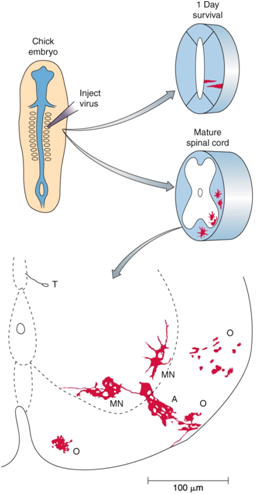 Chick
embryo
Inject
virus
1 Day
survival
Mature
spinal cord
T
O
MN
A
MN
O
O
100 μm